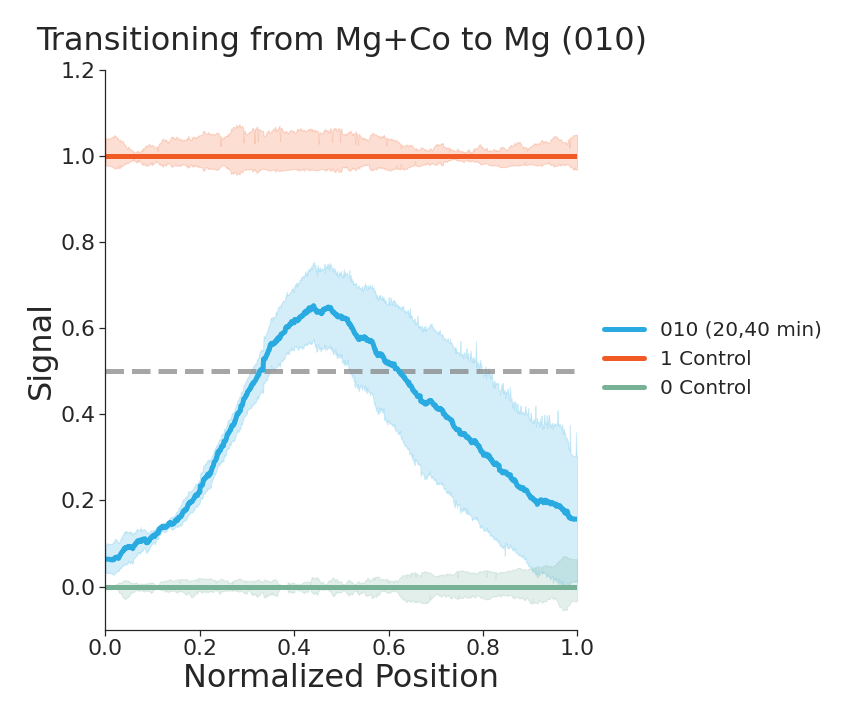 Transitioning from Mg+Co to Mg (010)
1.2
1.0
0.8
0.6
0.4
0.2
0.0
Signal
0.0 0.2 0.4 0.6 0.8 1.0
Normalized Position
010 (20,40 min)
1 Control
0 Control